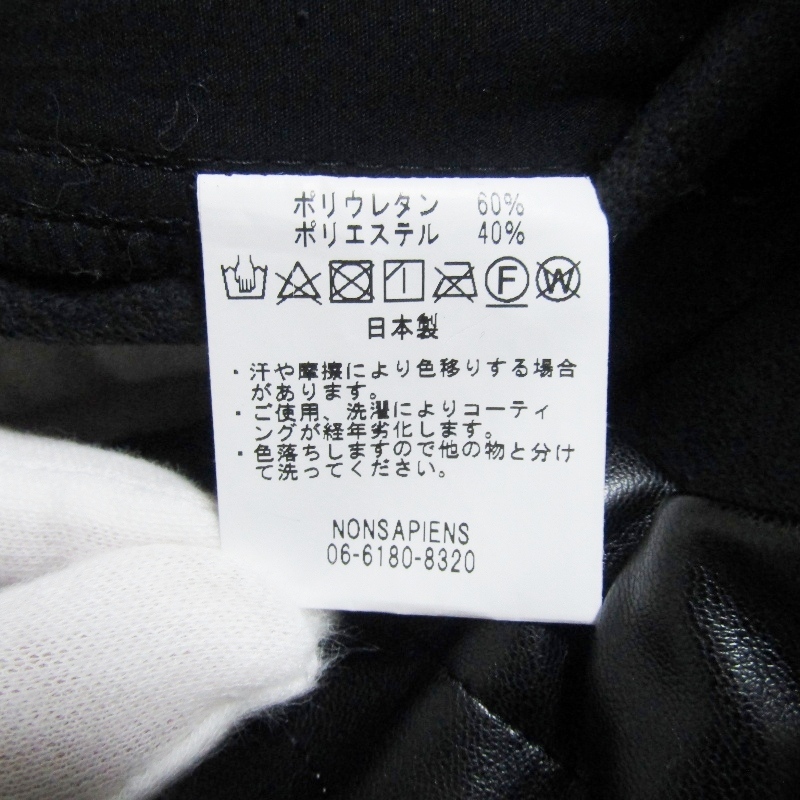 ポリウレタン 60%
ポリエステル 40%
F W
日本製
・汗や摩擦により色移りする場合
があります。
・ご使用、洗濯によりコーティ
ングが経年劣化します。
・色落ちしますので他の物と分け
て洗ってください。
NONSAPIENS
06-6180-8320